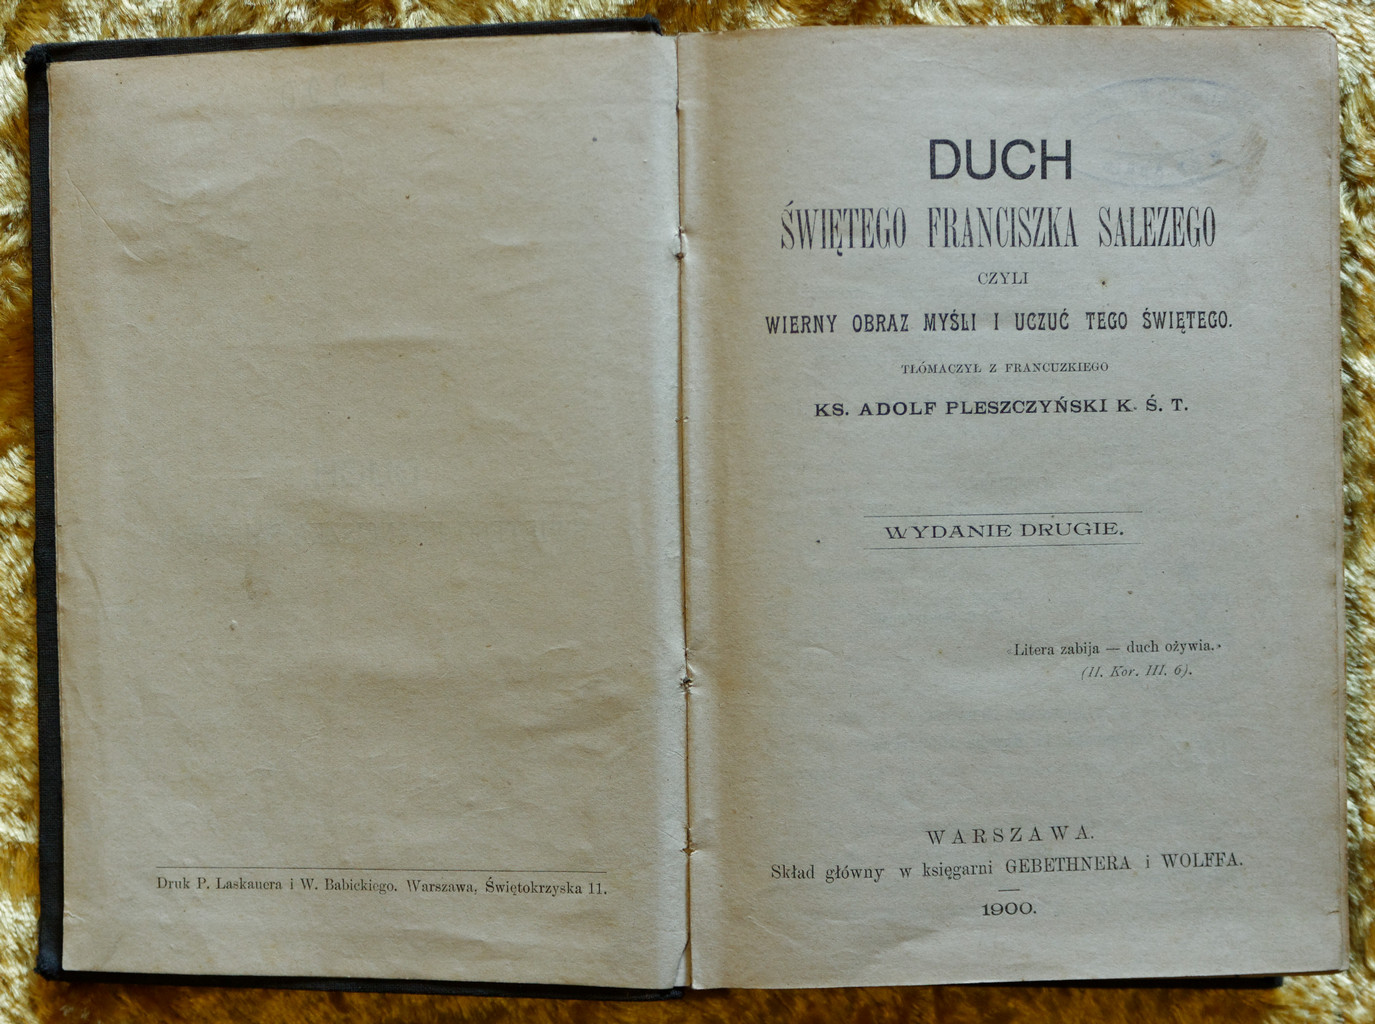 Druk P. Laskauera i W. Babickiego. Warszawa, Świętokrzyska 11.
DUCH
ŚWIĘTEGO FRANCISZKA SALEZEGO
CZYLI
WIERNY OBRAZ MYŚLI I UCZUĆ TEGO ŚWIĘTEGO.
TŁÓMACZYŁ Z FRANCUZKIEGO
KS. ADOLF PLESZCZYŃSKI K. Ś. T.
WYDANIE DRUGIE.
«Litera zabija — duch ożywia.»
(II. Kor. III. 6).
WARSZAWA.
Skład główny w księgarni GEBETHNERA i WOLFFA.
1900.